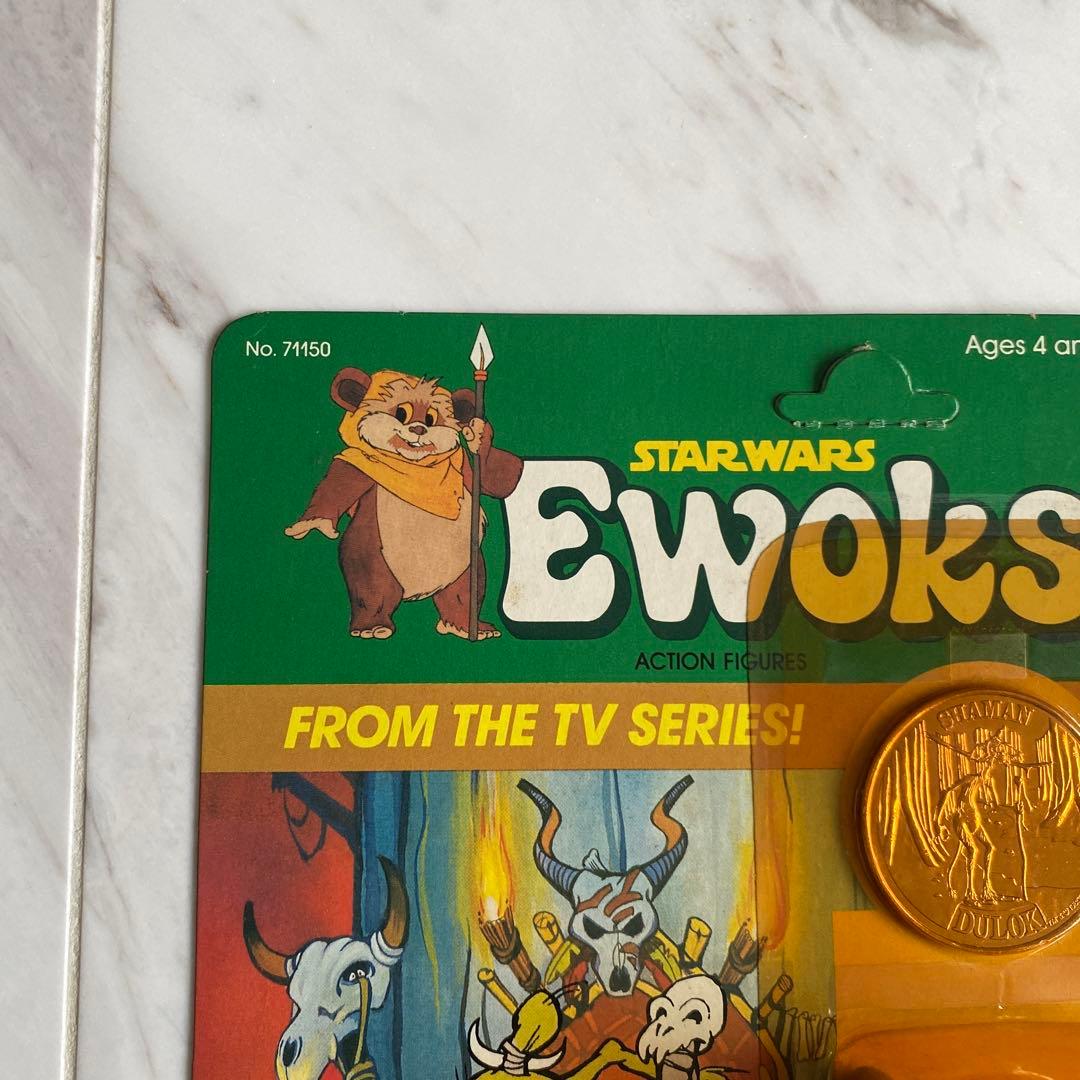 No. 71150
Ages 4 an
STAR WARS
Ewoks
ACTION FIGURES
FROM THE TV SERIES!
SHAMAN
DULOK